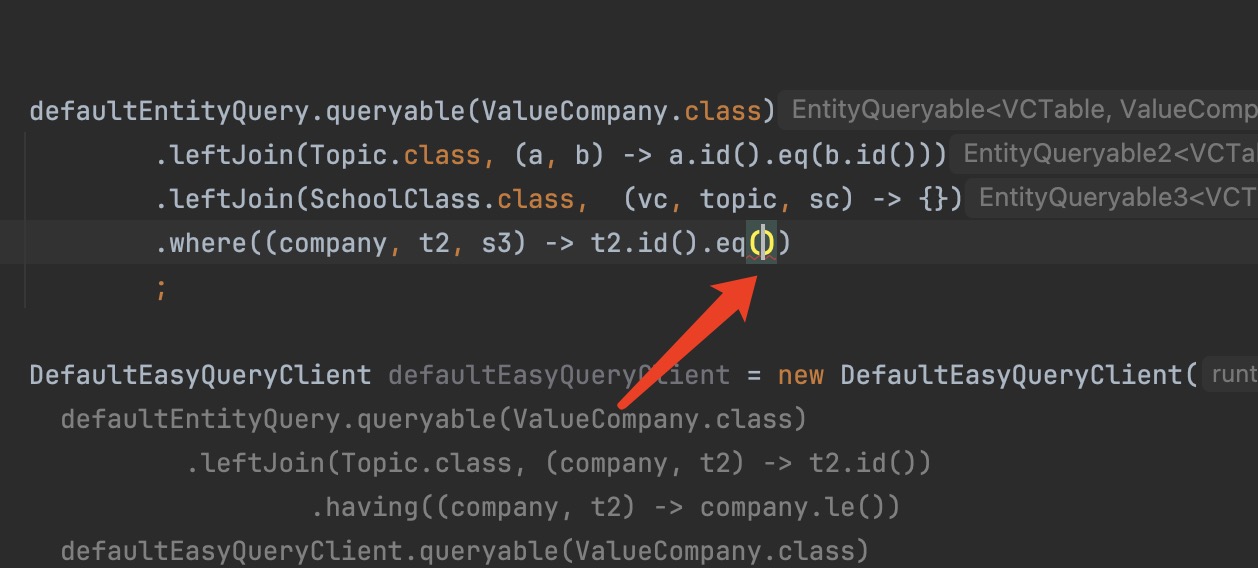 defaultEntityQuery.queryable(ValueCompany.class) EntityQueryable<VCTable, ValueComp
.leftJoin(Topic.class, (a, b) -> a.id().eq(b.id())) EntityQueryable2<VCTa
.leftJoin(SchoolClass.class, (vc, topic, sc) -> {}) EntityQueryable3<VCT
.where((company, t2, s3) -> t2.id().eq())
;
DefaultEasyQueryClient defaultEasyQueryClient = new DefaultEasyQueryClient( runt
defaultEntityQuery.queryable(ValueCompany.class)
.leftJoin(Topic.class, (company, t2) -> t2.id())
.having((company, t2) -> company.le())
defaultEasyQueryClient.queryable(ValueCompany.class)